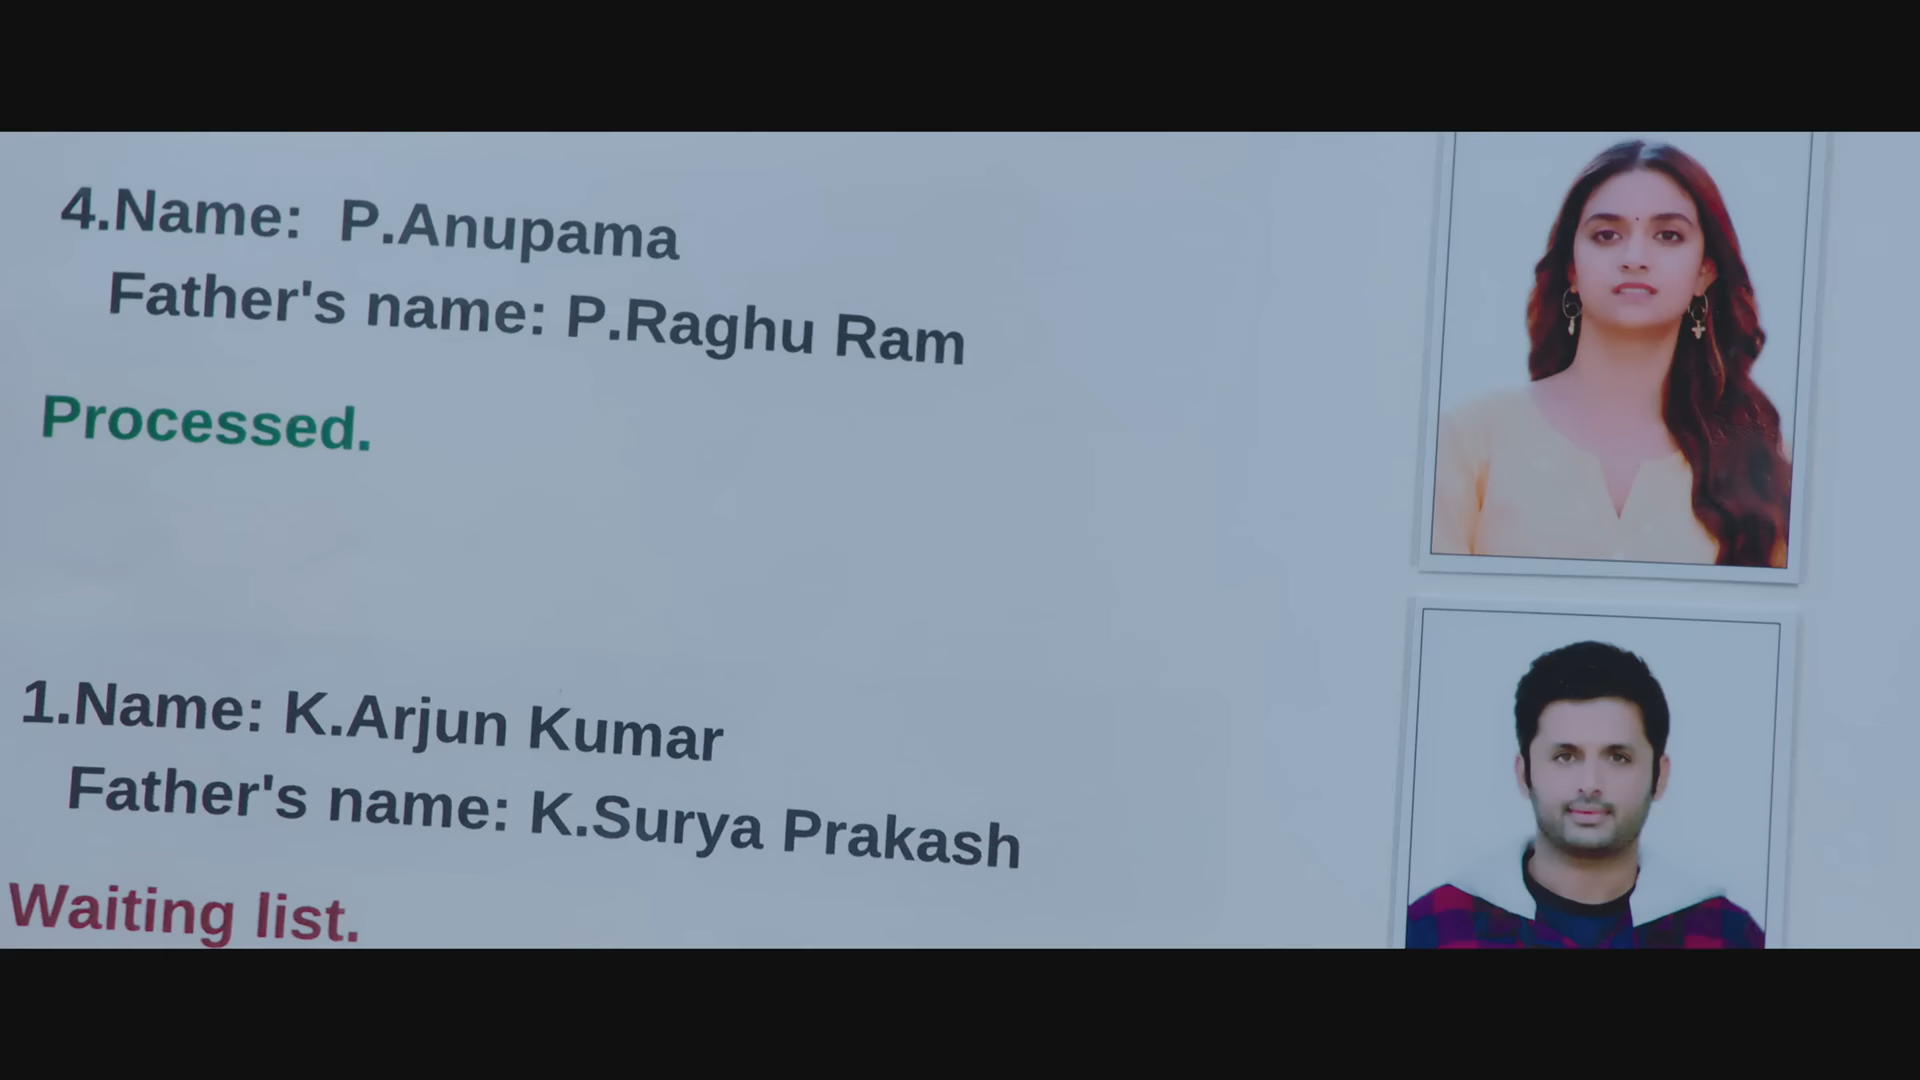 4.Name: P.Anupama
Father's name: P.Raghu Ram
Processed.
1.Name: K.Arjun Kumar
Father's name: K.Surya Prakash
Waiting list.